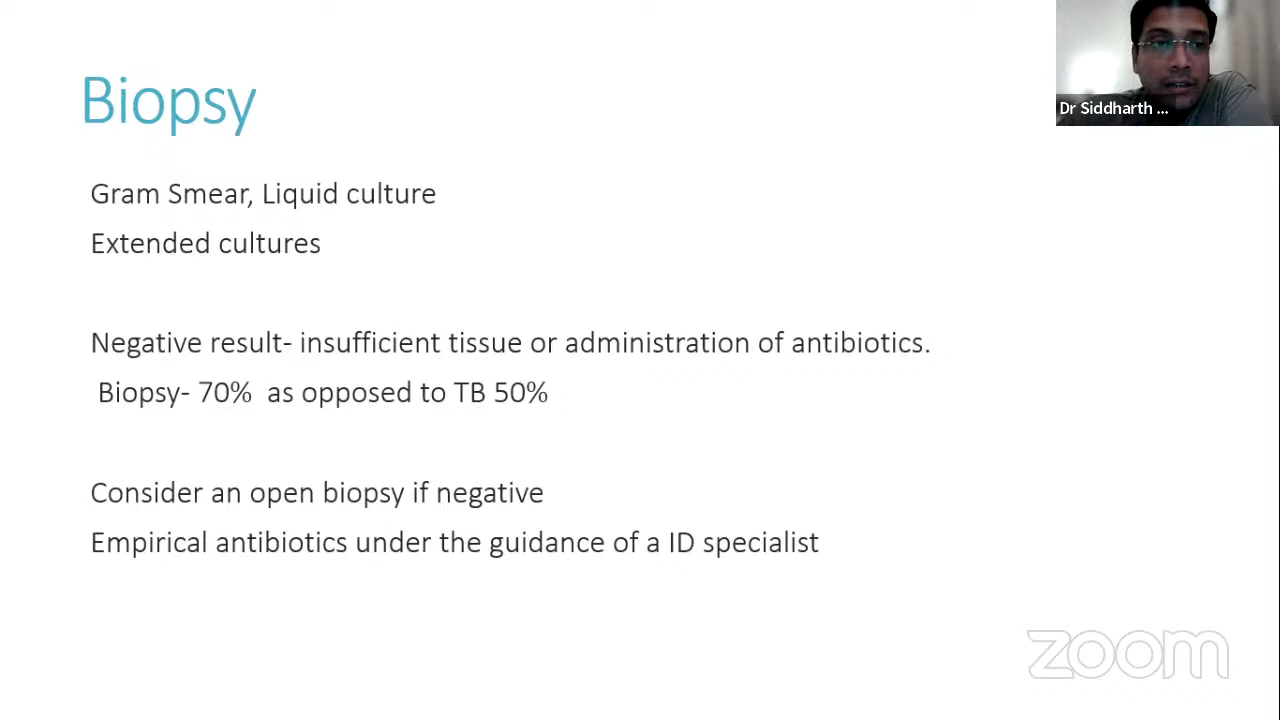 Biopsy
Dr Siddharth ...
Gram Smear, Liquid culture
Extended cultures
Negative result- insufficient tissue or administration of antibiotics.
Biopsy- 70% as opposed to TB 50%
Consider an open biopsy if negative
Empirical antibiotics under the guidance of a ID specialist
zoom